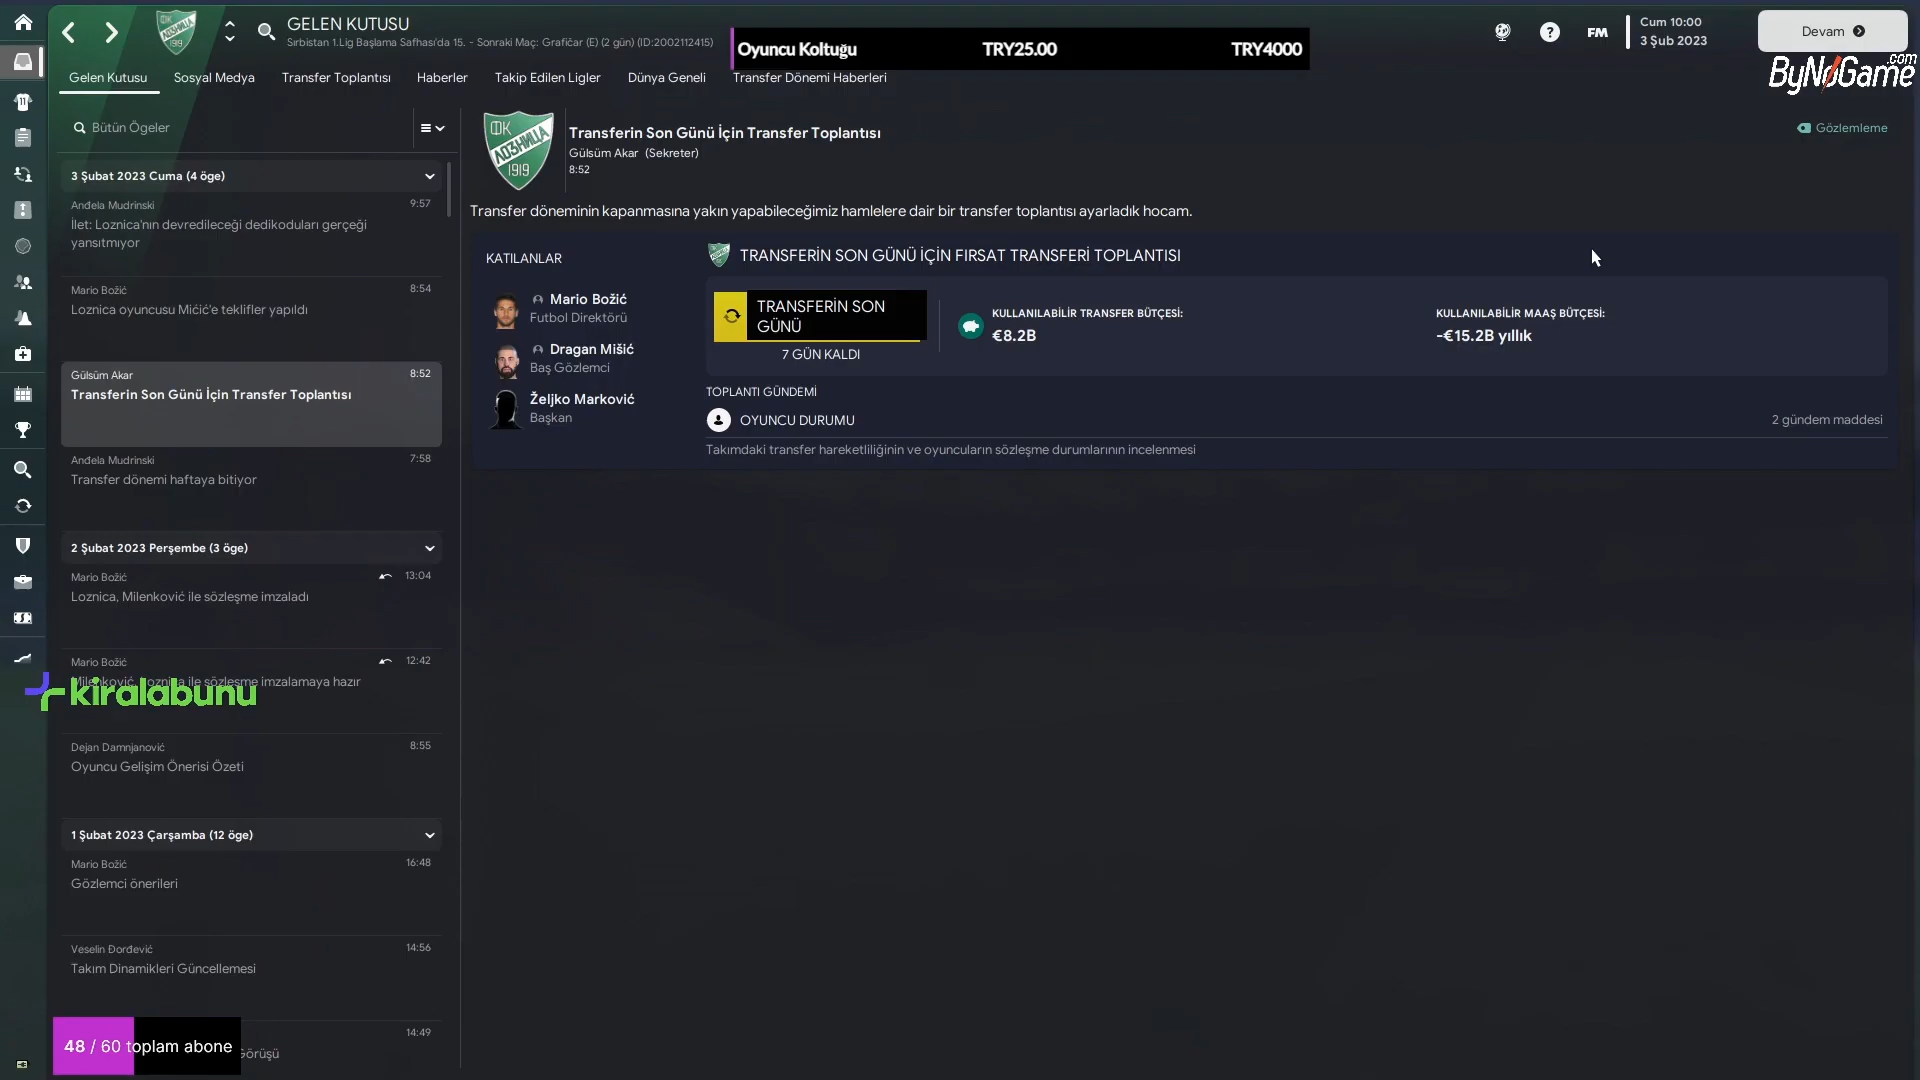 GELEN KUTUSU
Sırbistan 1.Lig Başlama Safhası'da 15. - Sonraki Maç: Grafičar (E) (2 gün) (ID:2002112415)
Oyuncu Koltuğu TRY25.00 TRY4000
FM
Cum 10:00
3 Şub 2023
Devam
ByNoGame.com
Gelen Kutusu Sosyal Medya Transfer Toplantısı Haberler Takip Edilen Ligler Dünya Geneli Transfer Dönemi Haberleri
Bütün Ögeler
3 Şubat 2023 Cuma (4 öge)
Anđela Mudrinski 9:57
İlet: Loznica'nın devredileceği dedikoduları gerçeği
yansıtmıyor
Mario Božić 8:54
Loznica oyuncusu Mičić'e teklifler yapıldı
Gülsüm Akar 8:52
Transferin Son Günü İçin Transfer Toplantısı
Anđela Mudrinski 7:58
Transfer dönemi haftaya bitiyor
2 Şubat 2023 Perşembe (3 öge)
Mario Božić 13:04
Loznica, Milenković ile sözleşme imzaladı
Mario Božić 12:42
Milenković, Loznica ile sözleşme imzalamaya hazır
kiralabunu
Dejan Damnjanović 8:55
Oyuncu Gelişim Önerisi Özeti
1 Şubat 2023 Çarşamba (12 öge)
Mario Božić 16:48
Gözlemci önerileri
Veselin Đorđević 14:56
Takım Dinamikleri Güncellemesi
14:49
Görüşü
48 / 60 toplam abone
ФК
ЛОЗНИЦА
1919
Transferin Son Günü İçin Transfer Toplantısı
Gülsüm Akar (Sekreter)
8:52
Gözlemleme
Transfer döneminin kapanmasına yakın yapabileceğimiz hamlelere dair bir transfer toplantısı ayarladık hocam.
KATILANLAR
Mario Božić
Futbol Direktörü
Dragan Mišić
Baş Gözlemci
Željko Marković
Başkan
TRANSFERİN SON GÜNÜ İÇİN FIRSAT TRANSFERİ TOPLANTISI
TRANSFERİN SON
GÜNÜ
7 GÜN KALDI
KULLANILABİLİR TRANSFER BÜTÇESİ:
€8.2B
KULLANILABİLİR MAAŞ BÜTÇESİ:
-€15.2B yıllık
TOPLANTI GÜNDEMİ
OYUNCU DURUMU 2 gündem maddesi
Takımdaki transfer hareketliliğinin ve oyuncuların sözleşme durumlarının incelenmesi